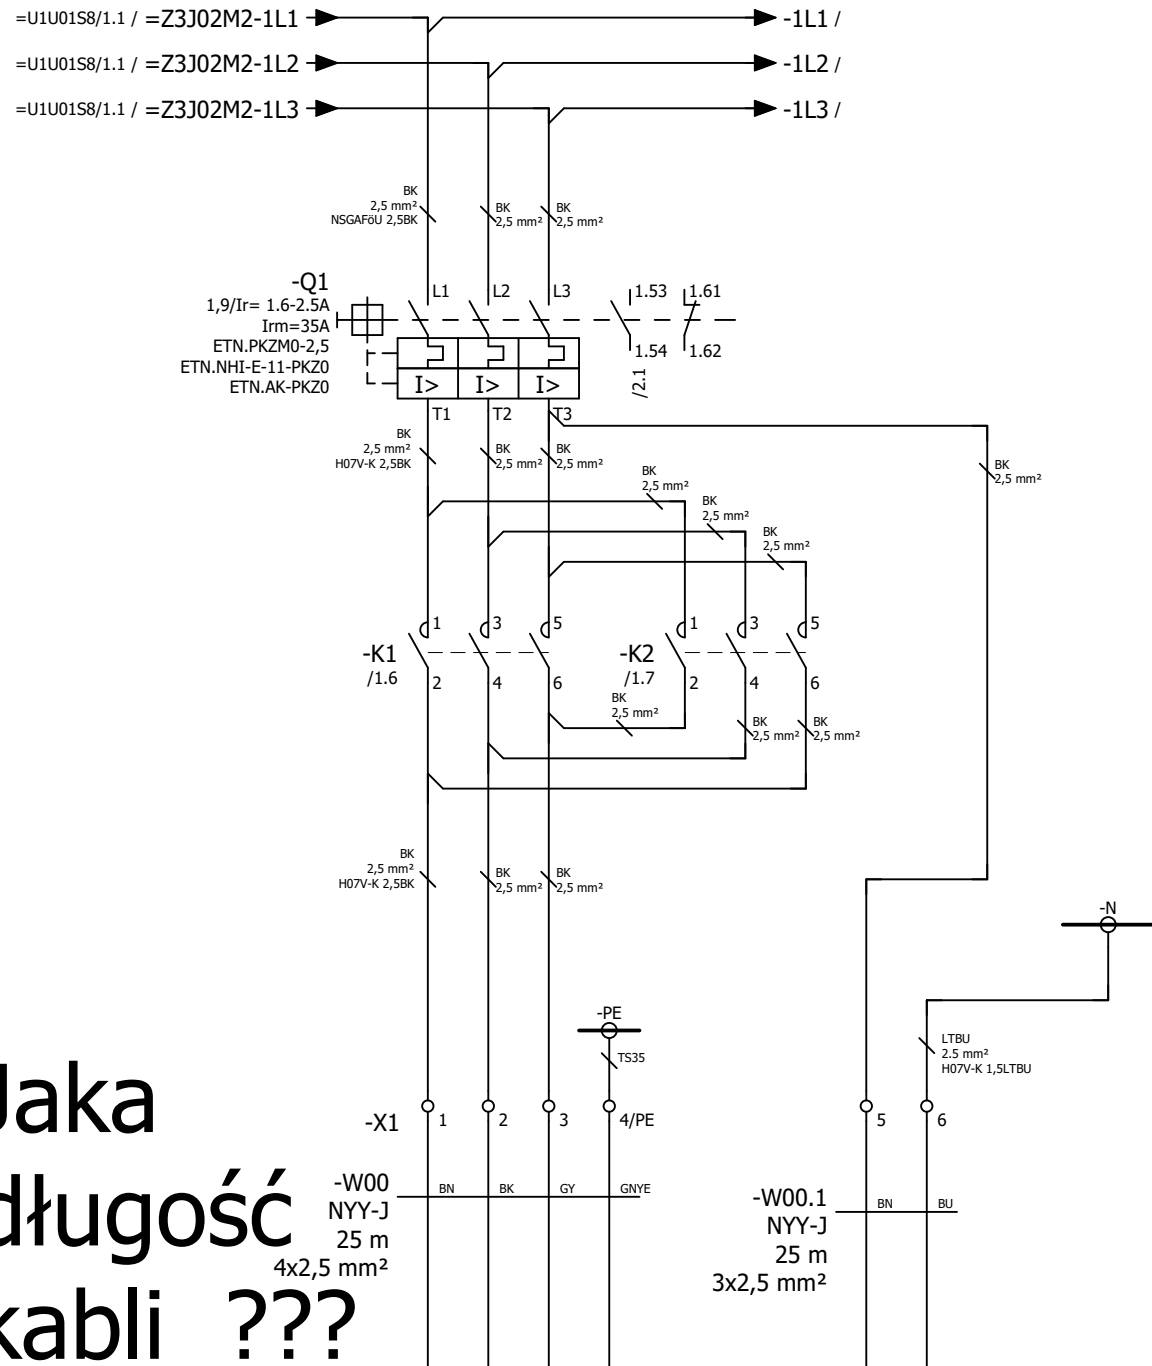 =U1U01S8/1.1 / =Z3J02M2-1L1
-1L1 /
=U1U01S8/1.1 / =Z3J02M2-1L2
-1L2 /
=U1U01S8/1.1 / =Z3J02M2-1L3
-1L3 /
BK
2,5 mm²
NSGAFöU 2,5BK
BK
2,5 mm²
BK
2,5 mm²
-Q1
1,9/Ir= 1.6-2.5A
Irm=35A
ETN.PKZM0-2,5
ETN.NHI-E-11-PKZ0
ETN.AK-PKZ0
L1 L2 L3
1.53 1.61
1.54 1.62
/2.1
I> I> I>
T1 T2 T3
BK
2,5 mm²
H07V-K 2,5BK
BK
2,5 mm²
BK
2,5 mm²
BK
2,5 mm²
BK
2,5 mm²
BK
2,5 mm²
BK
2,5 mm²
-K1
/1.6
1 3 5
2 4 6
-K2
/1.7
1 3 5
2 4 6
BK
2,5 mm²
BK
2,5 mm²
BK
2,5 mm²
BK
2,5 mm²
H07V-K 2,5BK
BK
2,5 mm²
BK
2,5 mm²
-N
-PE
TS35
LTBU
2.5 mm²
H07V-K 1,5LTBU
-X1
1 2 3 4/PE 5 6
-W00
NYY-J
25 m
4x2,5 mm²
BN BK GY GNYE
-W00.1
NYY-J
25 m
3x2,5 mm²
BN BU
Jaka
długość
kabli ???